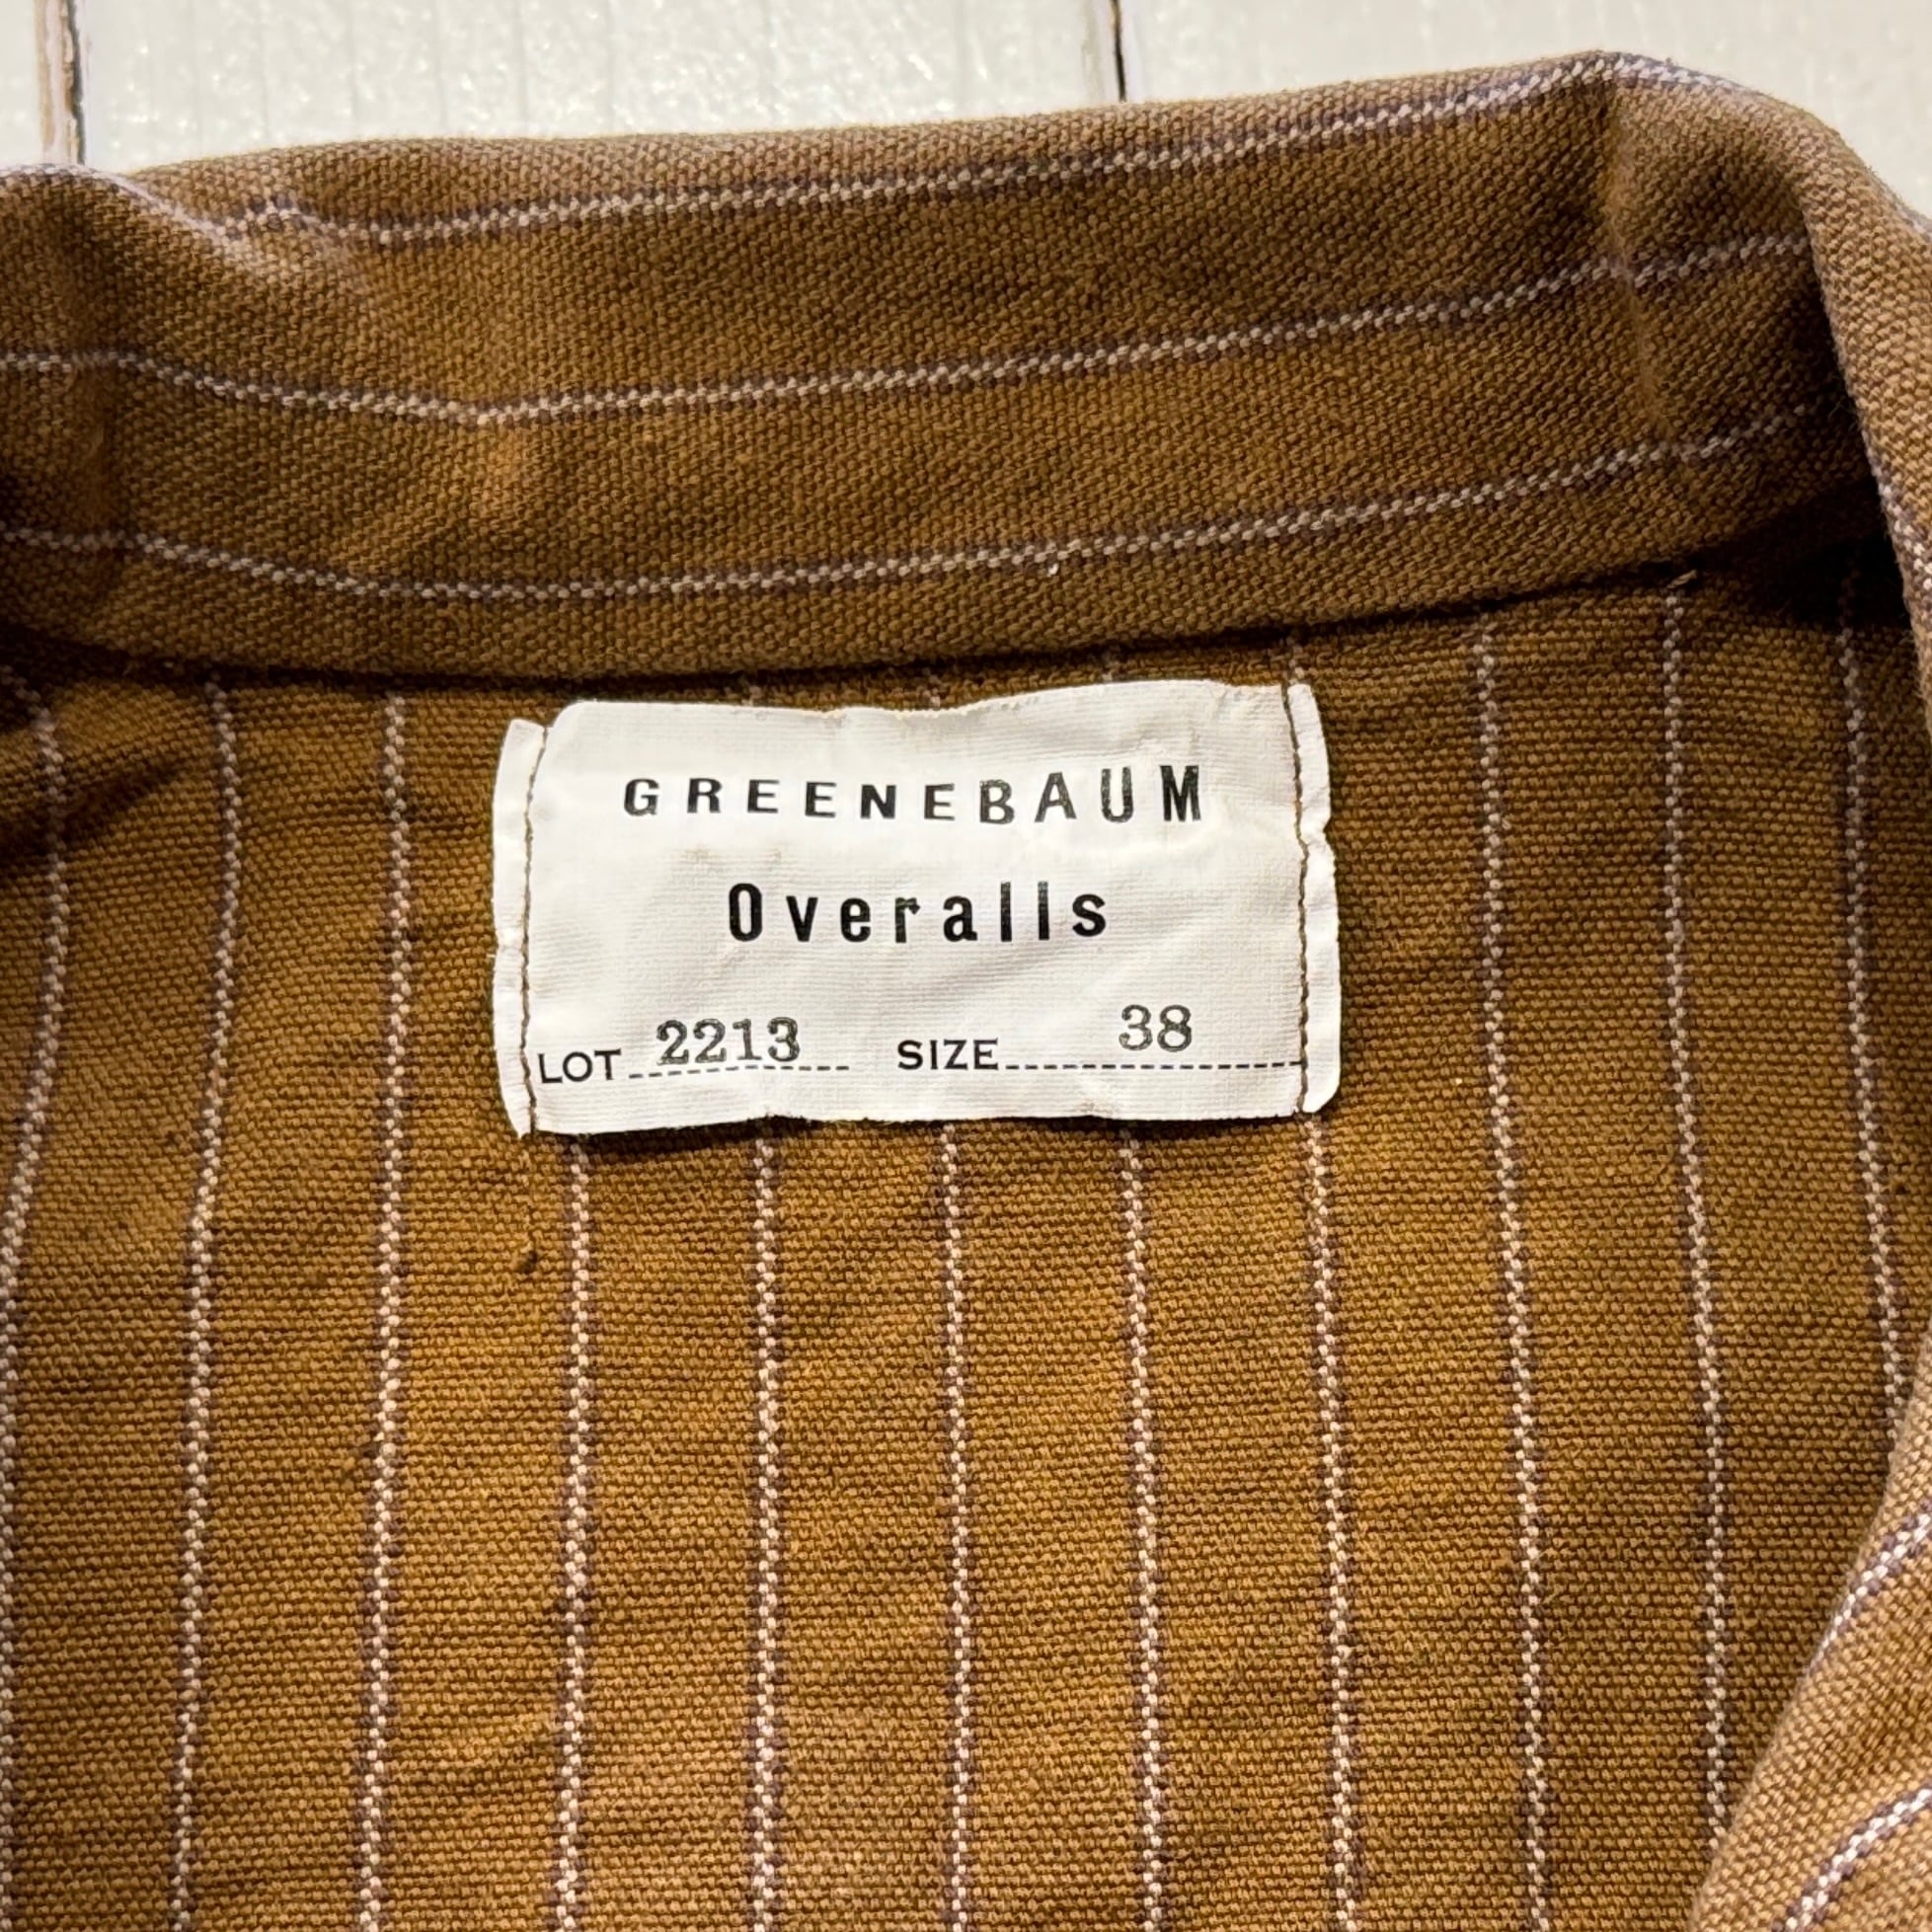 GREENEBAUM
Overalls
LOT 2213 SIZE 38